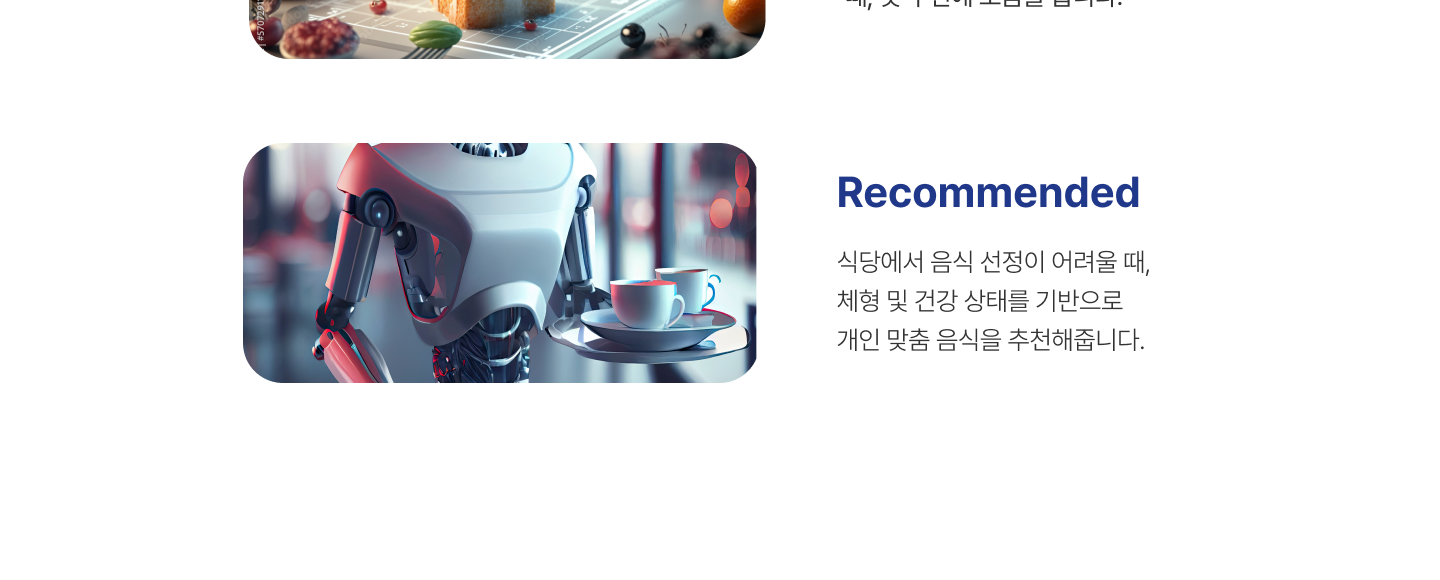 Recommended
식당에서 음식 선정이 어려울 때,
체형 및 건강 상태를 기반으로
개인 맞춤 음식을 추천해줍니다.